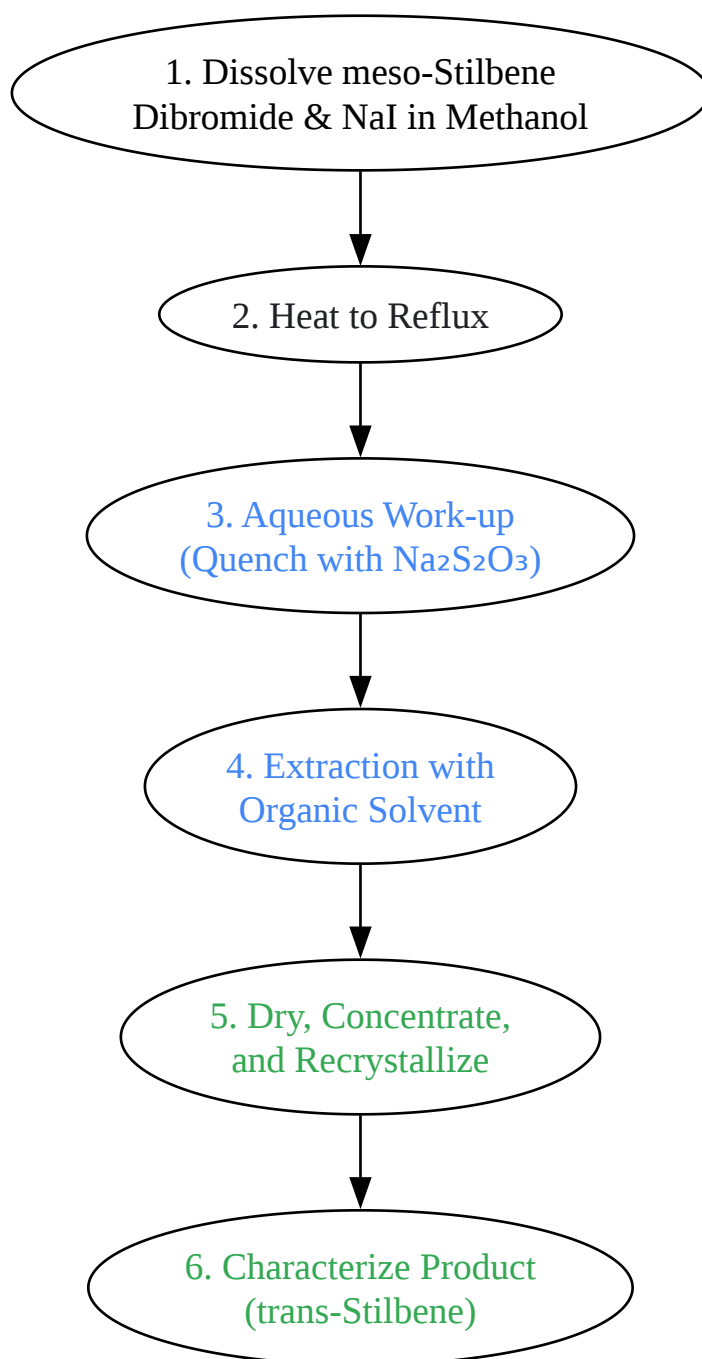 1. Dissolve meso-Stilbene
Dibromide & NaI in Methanol
2. Heat to Reflux
3. Aqueous Work-up
(Quench with Na₂S₂O₃)
4. Extraction with
Organic Solvent
5. Dry, Concentrate,
and Recrystallize
6. Characterize Product
(trans-Stilbene)